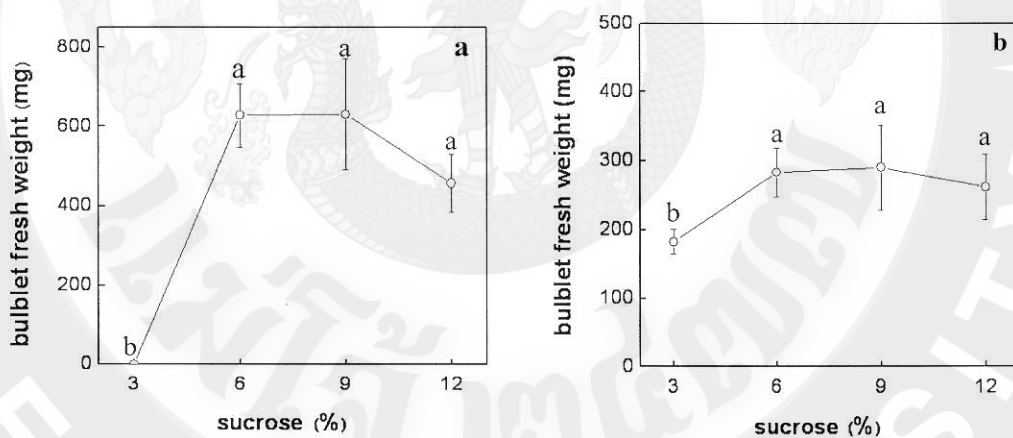 a
800
600
400
200
0
bulblet fresh weight (mg)
b
a
a
a
3 6 9 12
sucrose (%)
b
500
400
300
200
100
0
bulblet fresh weight (mg)
b
a
a
a
3 6 9 12
sucrose (%)